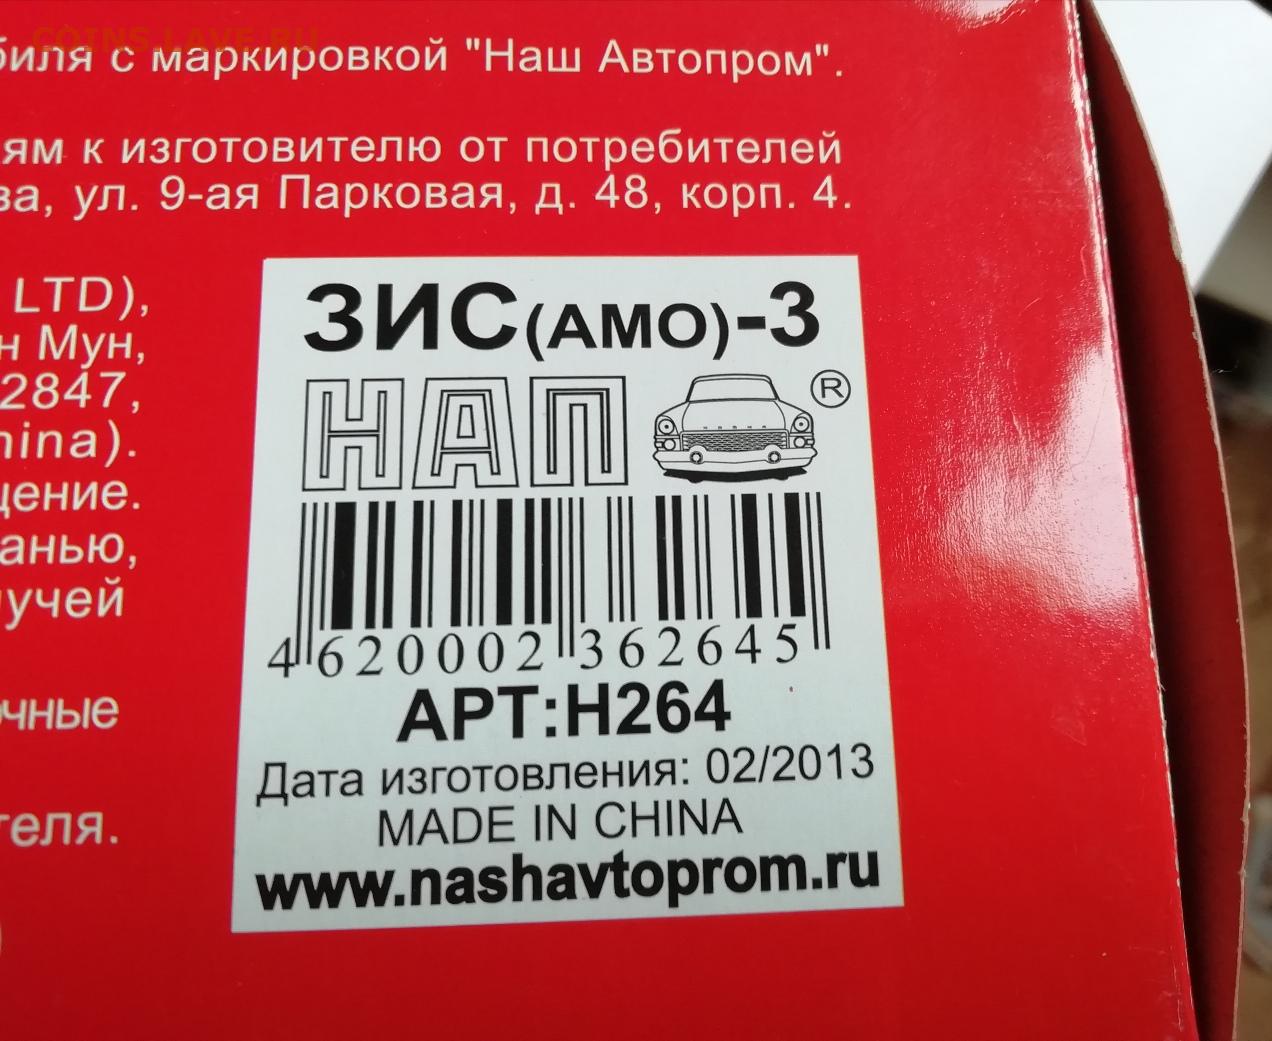 COINS.LAVE.RU
биля с маркировкой "Наш Автопром".
ям к изготовителю от потребителей
ва, ул. 9-ая Парковая, д. 48, корп. 4.
LTD),
н Мун,
2847,
hina).
щение.
анью,
лучей
очные
теля.
)
ЗИС(АМО)-3
НАП ®
4 620002 362645
АРТ:Н264
Дата изготовления: 02/2013
MADE IN CHINA
www.nashavtoprom.ru